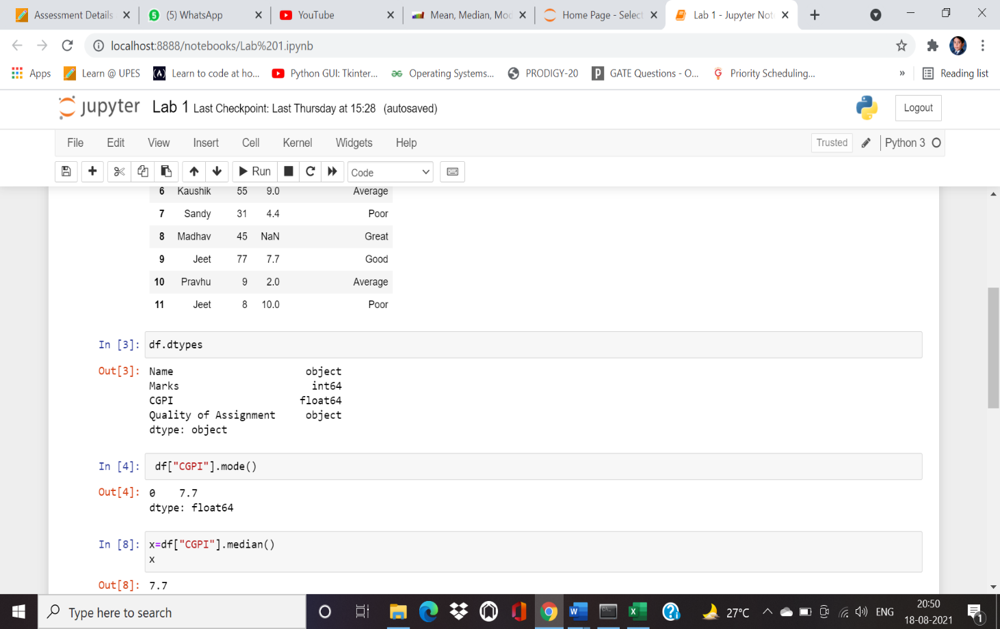 Assessment Details
(5) WhatsApp
YouTube
Mean, Median, Mod
Home Page - Select
Lab 1 - Jupyter Not
localhost:8888/notebooks/Lab%201.ipynb
Apps
Learn @ UPES
Learn to code at ho...
Python GUI: Tkinter...
Operating Systems...
PRODIGY-20
GATE Questions - O...
Priority Scheduling...
»
Reading list
jupyter Lab 1 Last Checkpoint: Last Thursday at 15:28 (autosaved)
Logout
File Edit View Insert Cell Kernel Widgets Help
Trusted
Python 3
Run
Code
6 Kaushik 55 9.0 Average
7 Sandy 31 4.4 Poor
8 Madhav 45 NaN Great
9 Jeet 77 7.7 Good
10 Pravhu 9 2.0 Average
11 Jeet 8 10.0 Poor
In [3]: df.dtypes
Out[3]: Name object
Marks int64
CGPI float64
Quality of Assignment object
dtype: object
In [4]: df["CGPI"].mode()
Out[4]: 0 7.7
dtype: float64
In [8]: x=df["CGPI"].median()
x
Out[8]: 7.7
Type here to search
27°C
ENG
20:50
18-08-2021
1